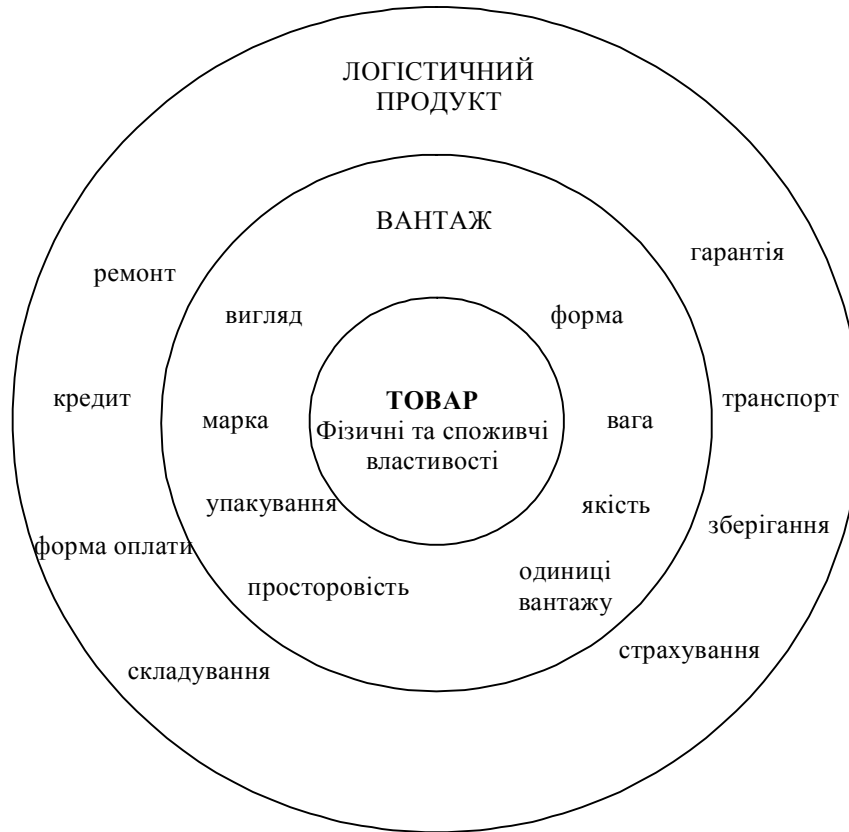 ЛОГІСТИЧНИЙ
ПРОДУКТ
ВАНТАЖ
ремонт
гарантія
вигляд
форма
кредит
марка
ТОВАР
Фізичні та споживчі
властивості
вага
транспорт
упакування
якість
зберігання
форма оплати
просторовість
одиниці
вантажу
складування
страхування